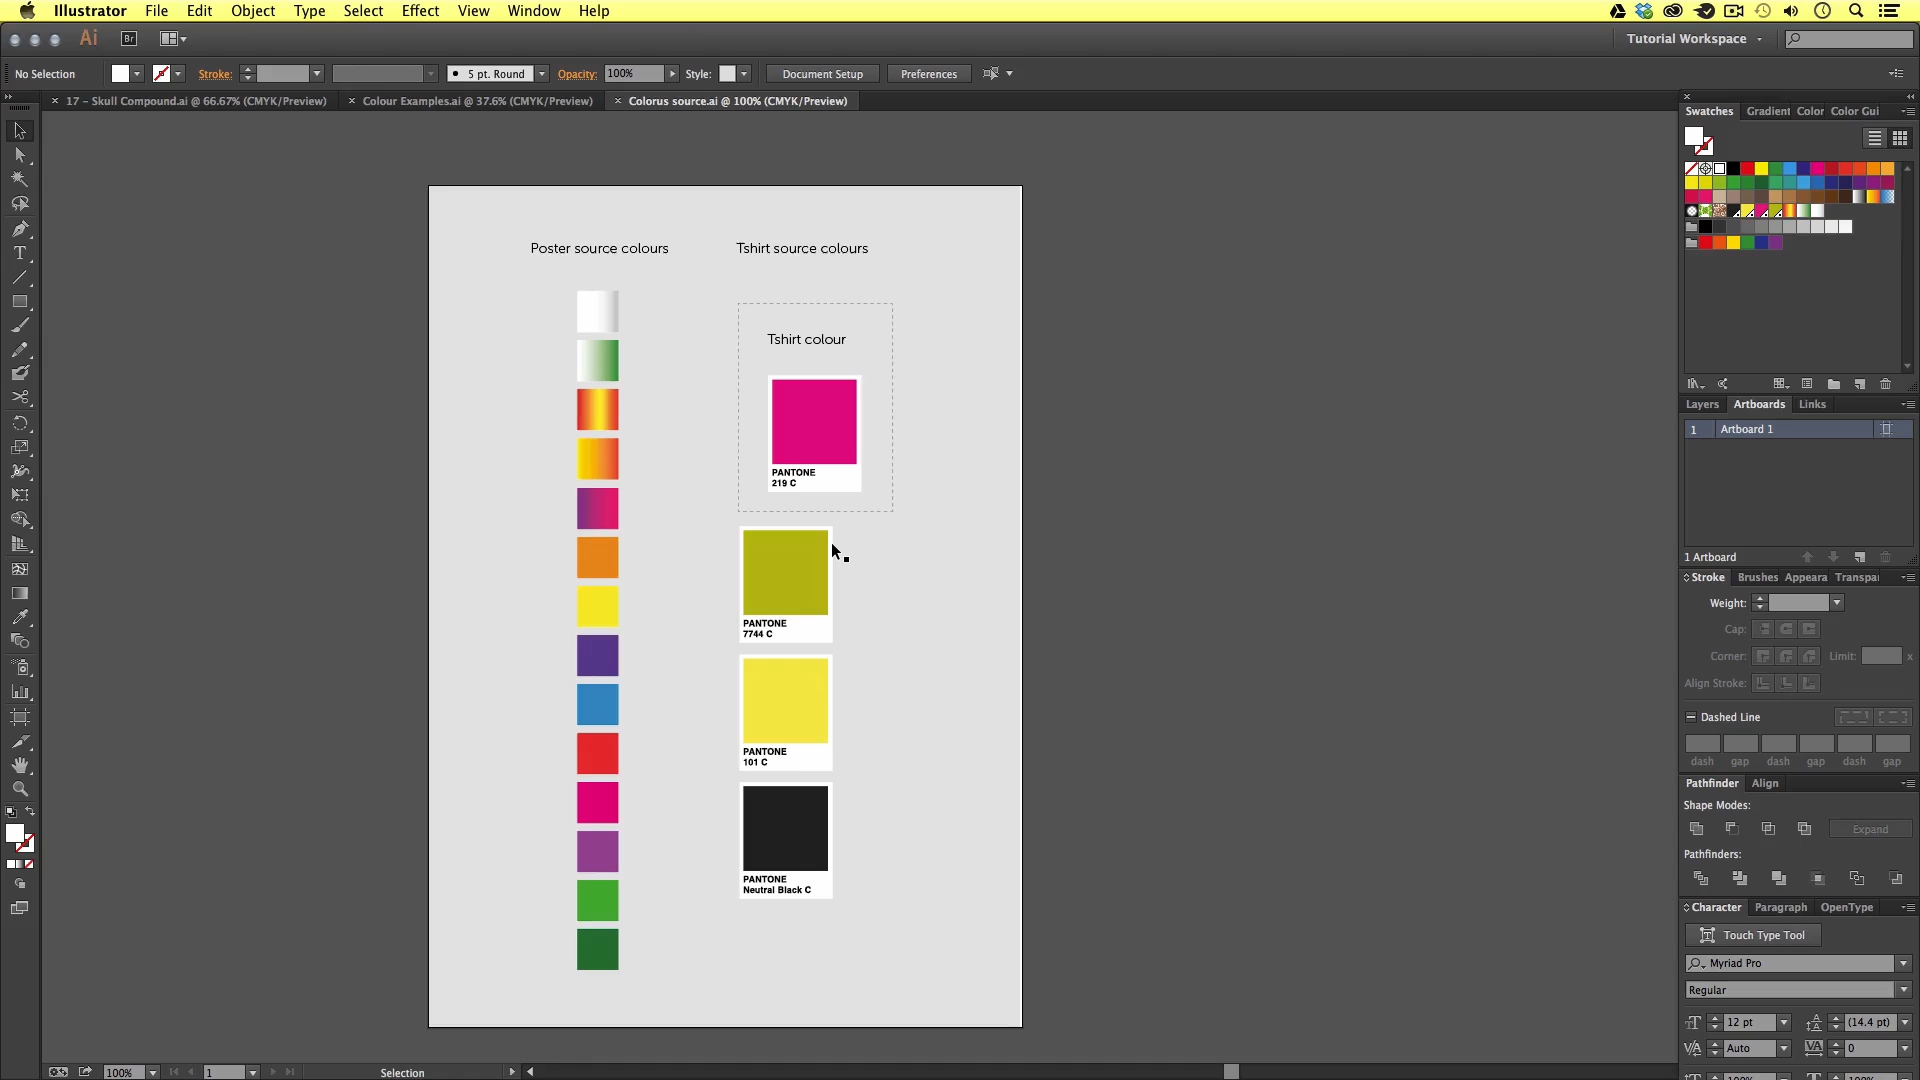 Illustrator File Edit Object Type Select Effect View Window Help
Ai Br Tutorial Workspace
No Selection Stroke: 5 pt. Round Opacity: 100% Style: Document Setup Preferences
× 17 – Skull Compound.ai @ 66.67% (CMYK/Preview) × Colour Examples.ai @ 37.6% (CMYK/Preview) × Colorus source.ai @ 100% (CMYK/Preview)
Swatches Gradient Color Color Gui
Poster source colours
Tshirt source colours
Tshirt colour
PANTONE
219 C
PANTONE
7744 C
PANTONE
101 C
PANTONE
Neutral Black C
Layers Artboards Links
1 Artboard 1
1 Artboard
Stroke Brushes Appeara Transpar
Weight:
Cap:
Corner: Limit: x
Align Stroke:
Dashed Line
dash gap dash gap dash gap
Pathfinder Align
Shape Modes:
Expand
Pathfinders:
Character Paragraph OpenType
Touch Type Tool
Myriad Pro
Regular
12 pt (14.4 pt)
Auto 0
100% 1 Selection